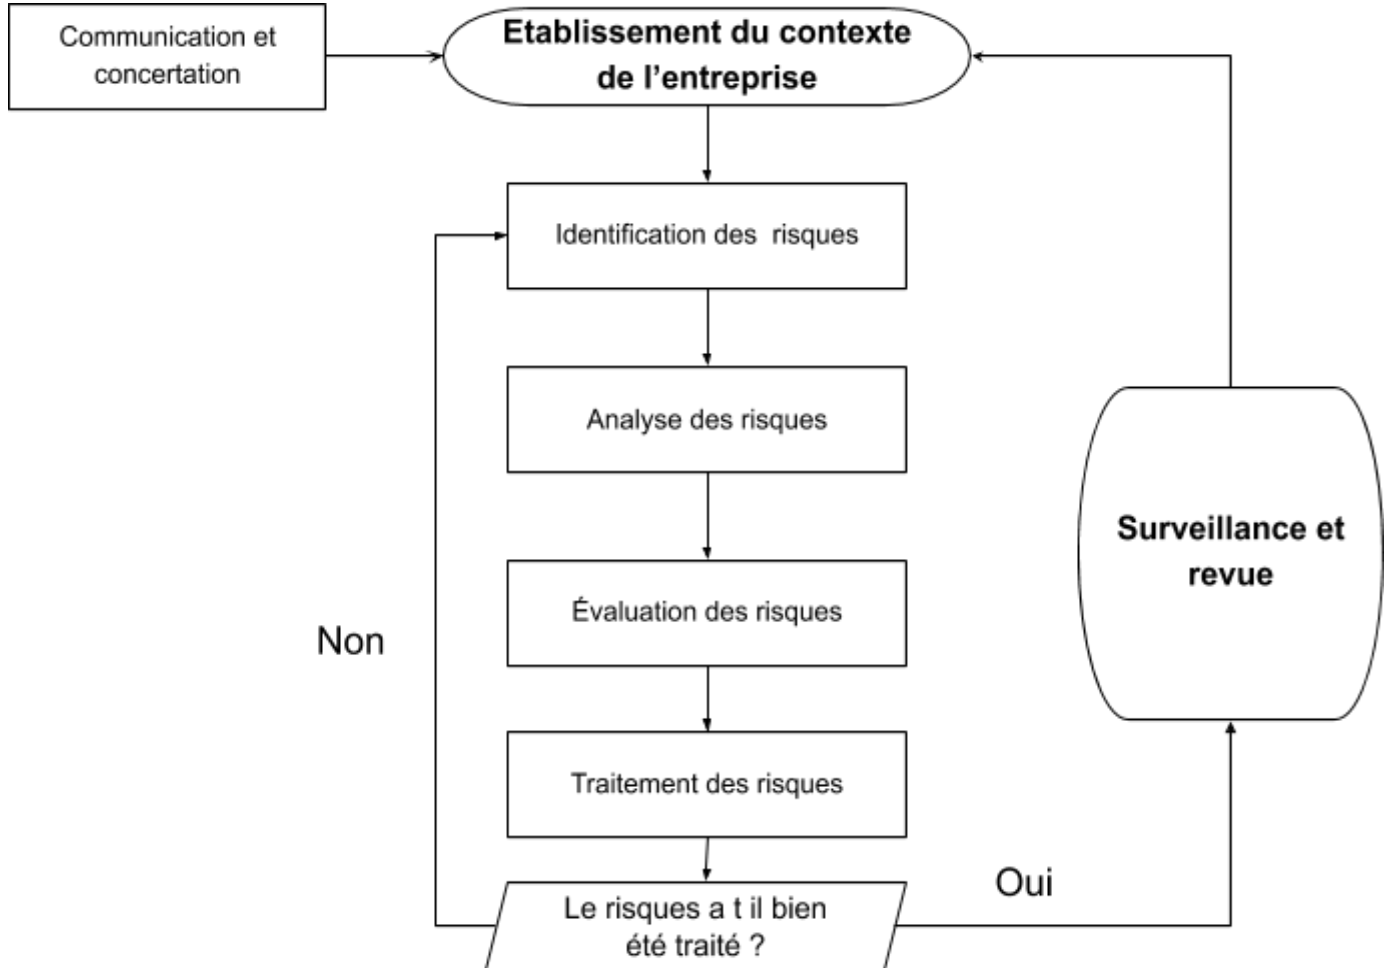 Communication et
concertation
Etablissement du contexte
de l'entreprise
Identification des  risques
Analyse des risques
Évaluation des risques
Non
Surveillance et
revue
Traitement des risques
Oui
Le risques a t il bien
été traité ?